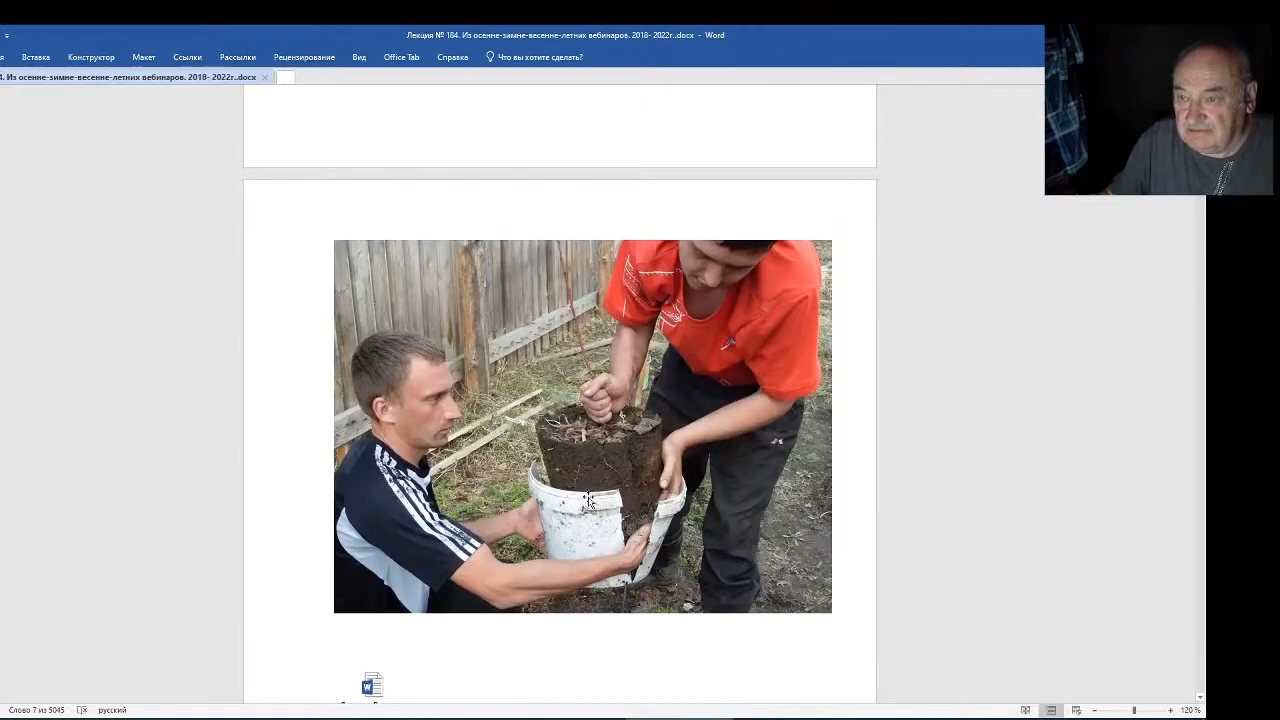 Лекция № 184. Из осенне-зимне-весенне-летних вебинаров. 2018- 2022г..docx - Word
Вставка Конструктор Макет Ссылки Рассылки Рецензирование Вид Office Tab Справка Что вы хотите сделать?
4. Из осенне-зимне-весенне-летних вебинаров. 2018- 2022г..docx
Слово 7 из 5045 русский 120 %